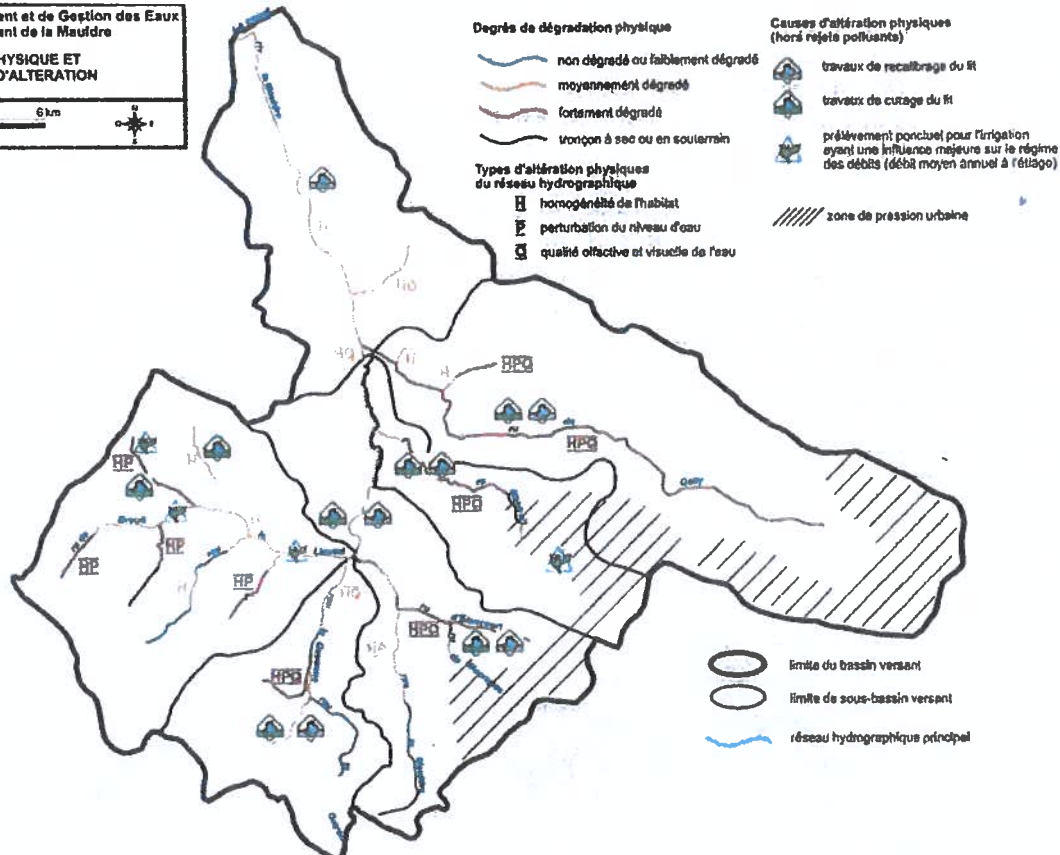 ent et de Gestion des Eaux
ant de la Mauldre
HYSIQUE ET
D'ALTERATION
6 km
Degrés de dégradation physique
non dégradé ou faiblement dégradé
moyennement dégradé
fortement dégradé
tronçon à sec ou en souterrain
Types d'altération physiques
du réseau hydrographique
H homogénéité de l'habitat
P perturbation du niveau d'eau
Q qualité olfactive et visuelle de l'eau
Causes d'altération physiques
(hors rejets polluants)
travaux de recalibrage du lit
travaux de curage du lit
prélèvement ponctuel pour l'irrigation
ayant une influence majeure sur le régime
des débits (débit moyen annuel à l'étiage)
zone de pression urbaine
HPQ
HPQ
ru
de
Gally
HPQ
HP
HP
HP
HP
Lieutel
HPQ
HPQ
limite du bassin versant
limite de sous-bassin versant
réseau hydrographique principal